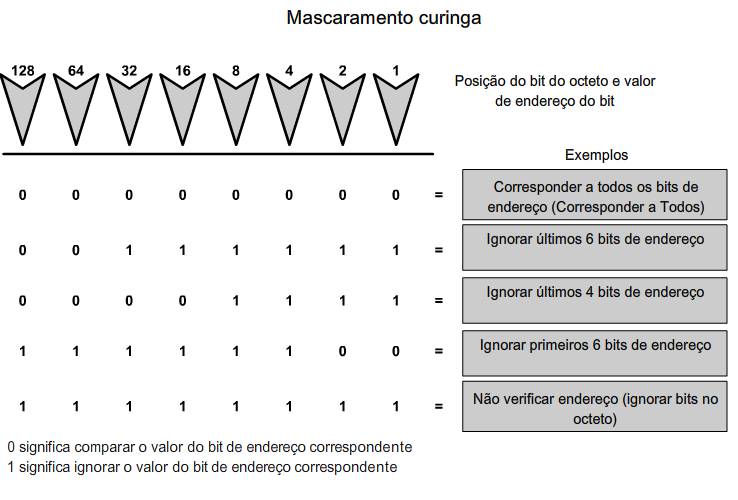 Mascaramento curinga
128 64 32 16 8 4 2 1
Posição do bit do octeto e valor
de endereço do bit
Exemplos
0 0 0 0 0 0 0 0 =
Corresponder a todos os bits de
endereço (Corresponder a Todos)
0 0 1 1 1 1 1 1 =
Ignorar últimos 6 bits de endereço
0 0 0 0 1 1 1 1 =
Ignorar últimos 4 bits de endereço
1 1 1 1 1 1 0 0 =
Ignorar primeiros 6 bits de endereço
1 1 1 1 1 1 1 1 =
Não verificar endereço (ignorar bits no
octeto)
0 significa comparar o valor do bit de endereço correspondente
1 significa ignorar o valor do bit de endereço correspondente